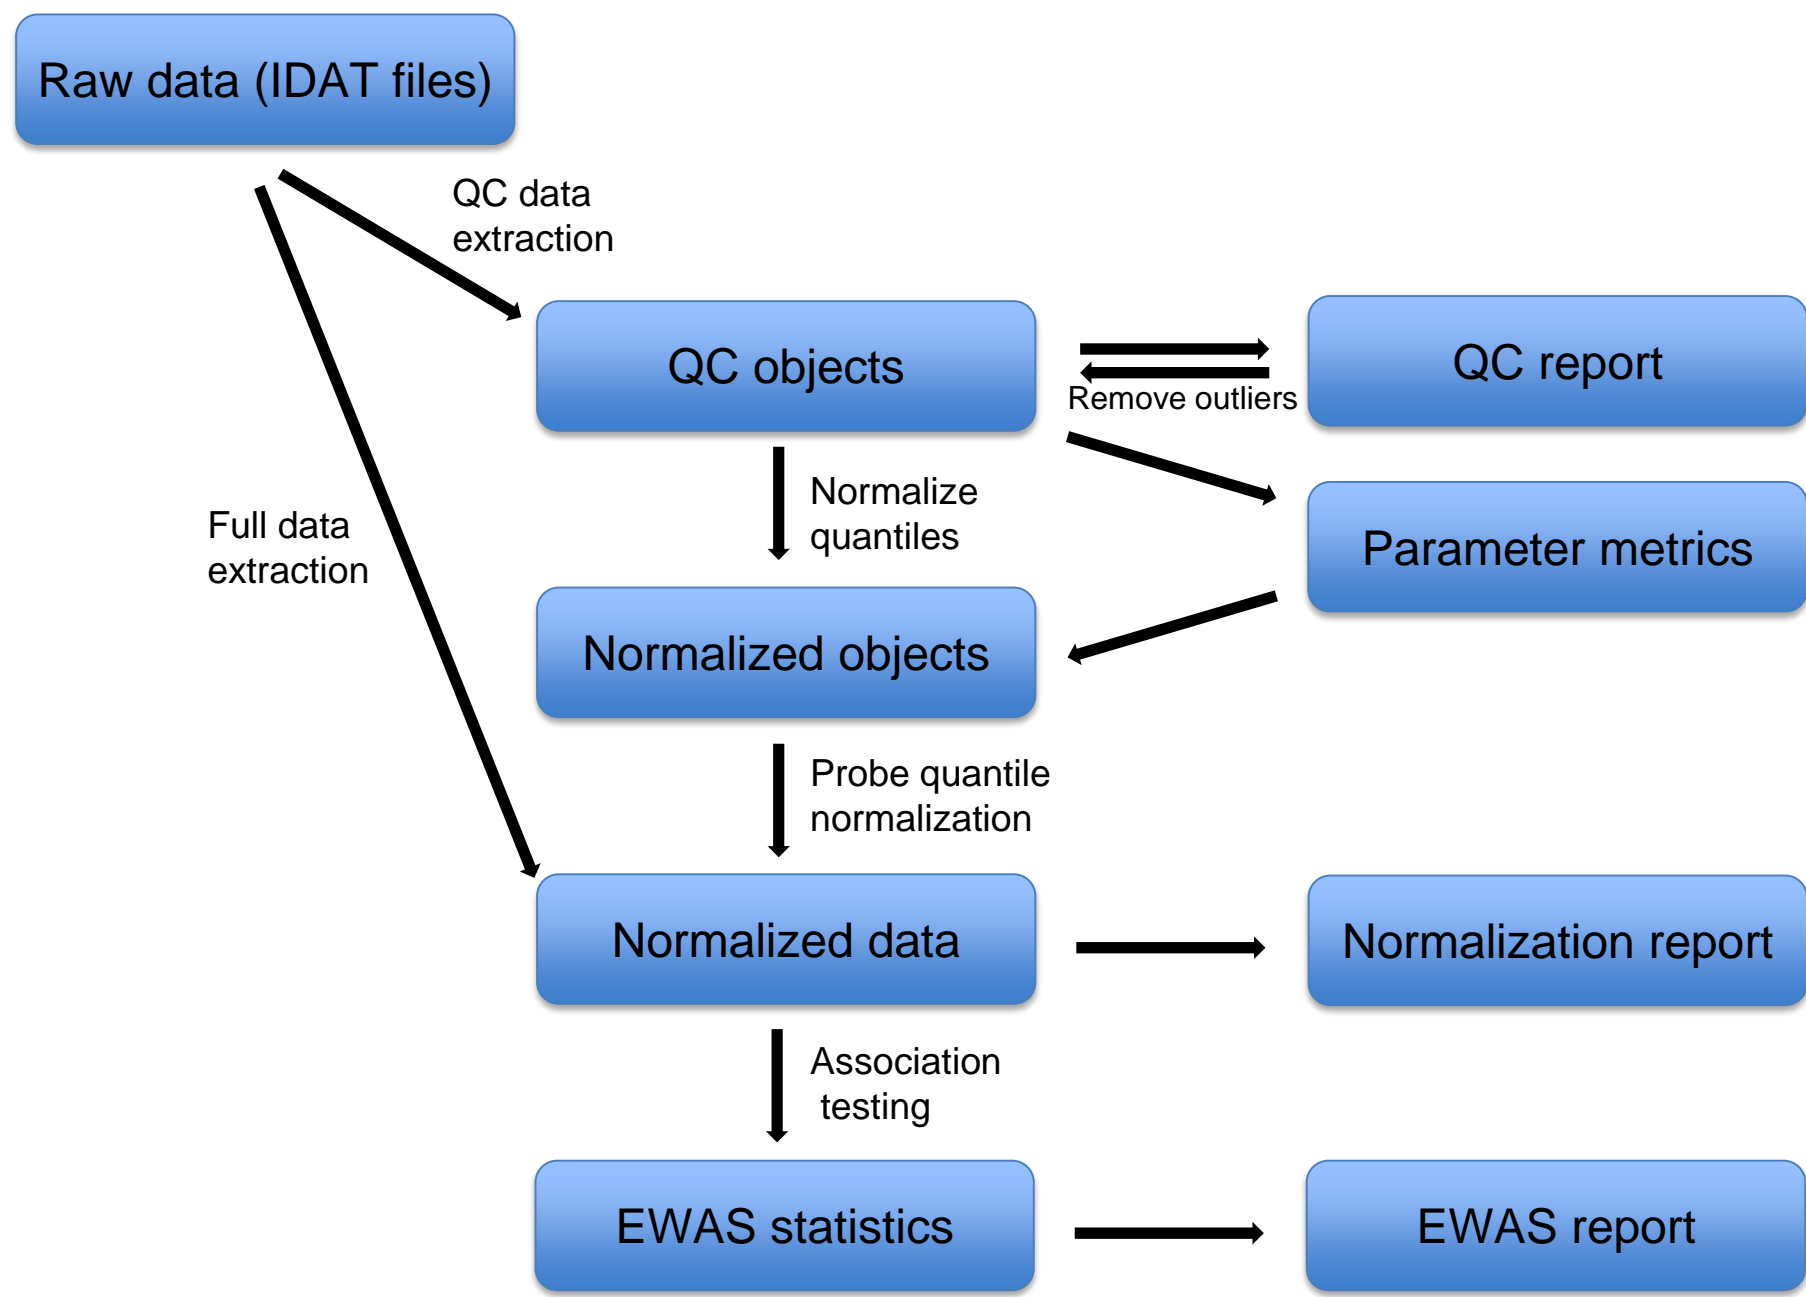 Raw data (IDAT files)
QC data
extraction
QC objects
QC report
Remove outliers
Normalize
quantiles
Full data
extraction
Parameter metrics
Normalized objects
Probe quantile
normalization
Normalized data
Normalization report
Association
testing
EWAS statistics
EWAS report